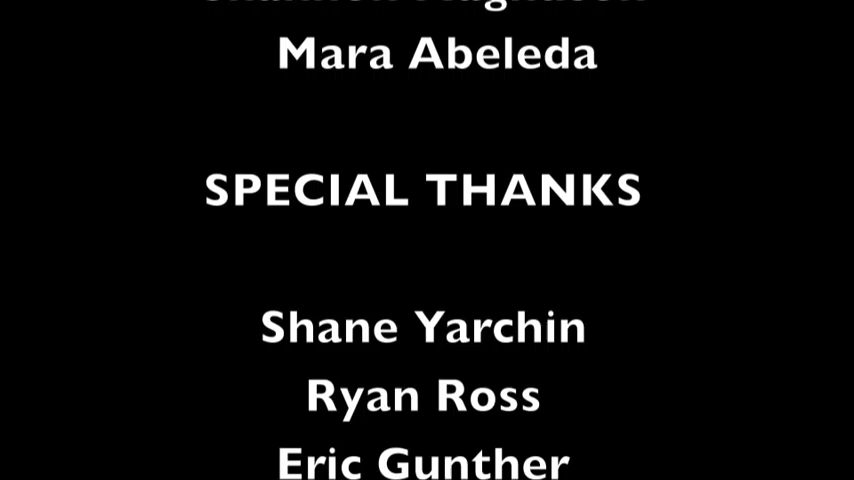 Mara Abeleda
SPECIAL THANKS
Shane Yarchin
Ryan Ross
Eric Gunther